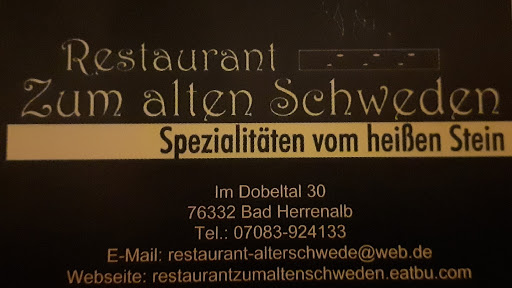 Restaurant
Zum alten Schweden
Spezialitäten vom heißen Stein
Im Dobeltal 30
76332 Bad Herrenalb
Tel.: 07083-924133
E-Mail: restaurant-alterschwede@web.de
Webseite: restaurantzumaltenschweden.eatbu.com